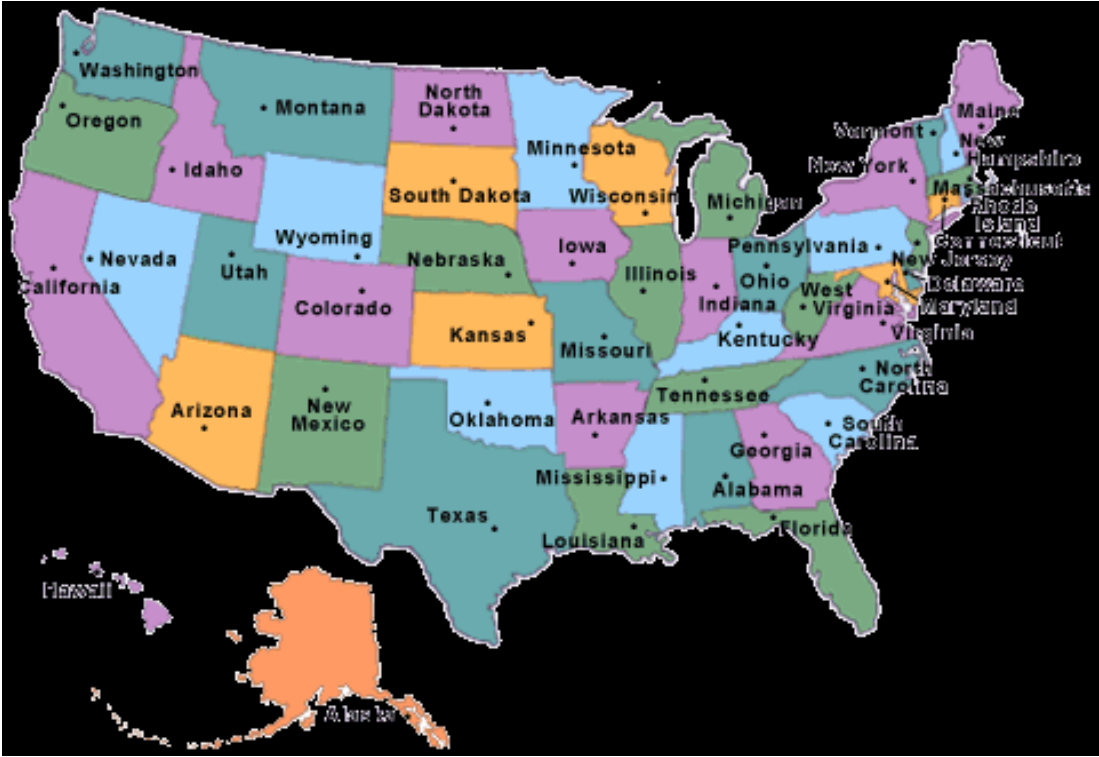 Washington
Montana
North
Dakota
Minnesota
Maine
Vermont
New
Hampshire
Oregon
Idaho
South Dakota
Wisconsin
Michigan
New York
Massachusetts
Rhode
Island
Connecticut
Wyoming
Nebraska
Iowa
Pennsylvania
New Jersey
Nevada
Utah
California
Colorado
Illinois
Indiana
Ohio
West
Virginia
Delaware
Maryland
Virginia
Kansas
Missouri
Kentucky
North
Carolina
Tennessee
Arizona
New
Mexico
Oklahoma
Arkansas
South
Carolina
Georgia
Mississippi
Alabama
Texas
Louisiana
Florida
Hawaii
Alaska